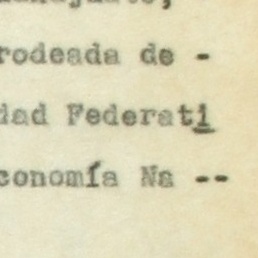 rodeada de -
dad Federati
conomía Na --